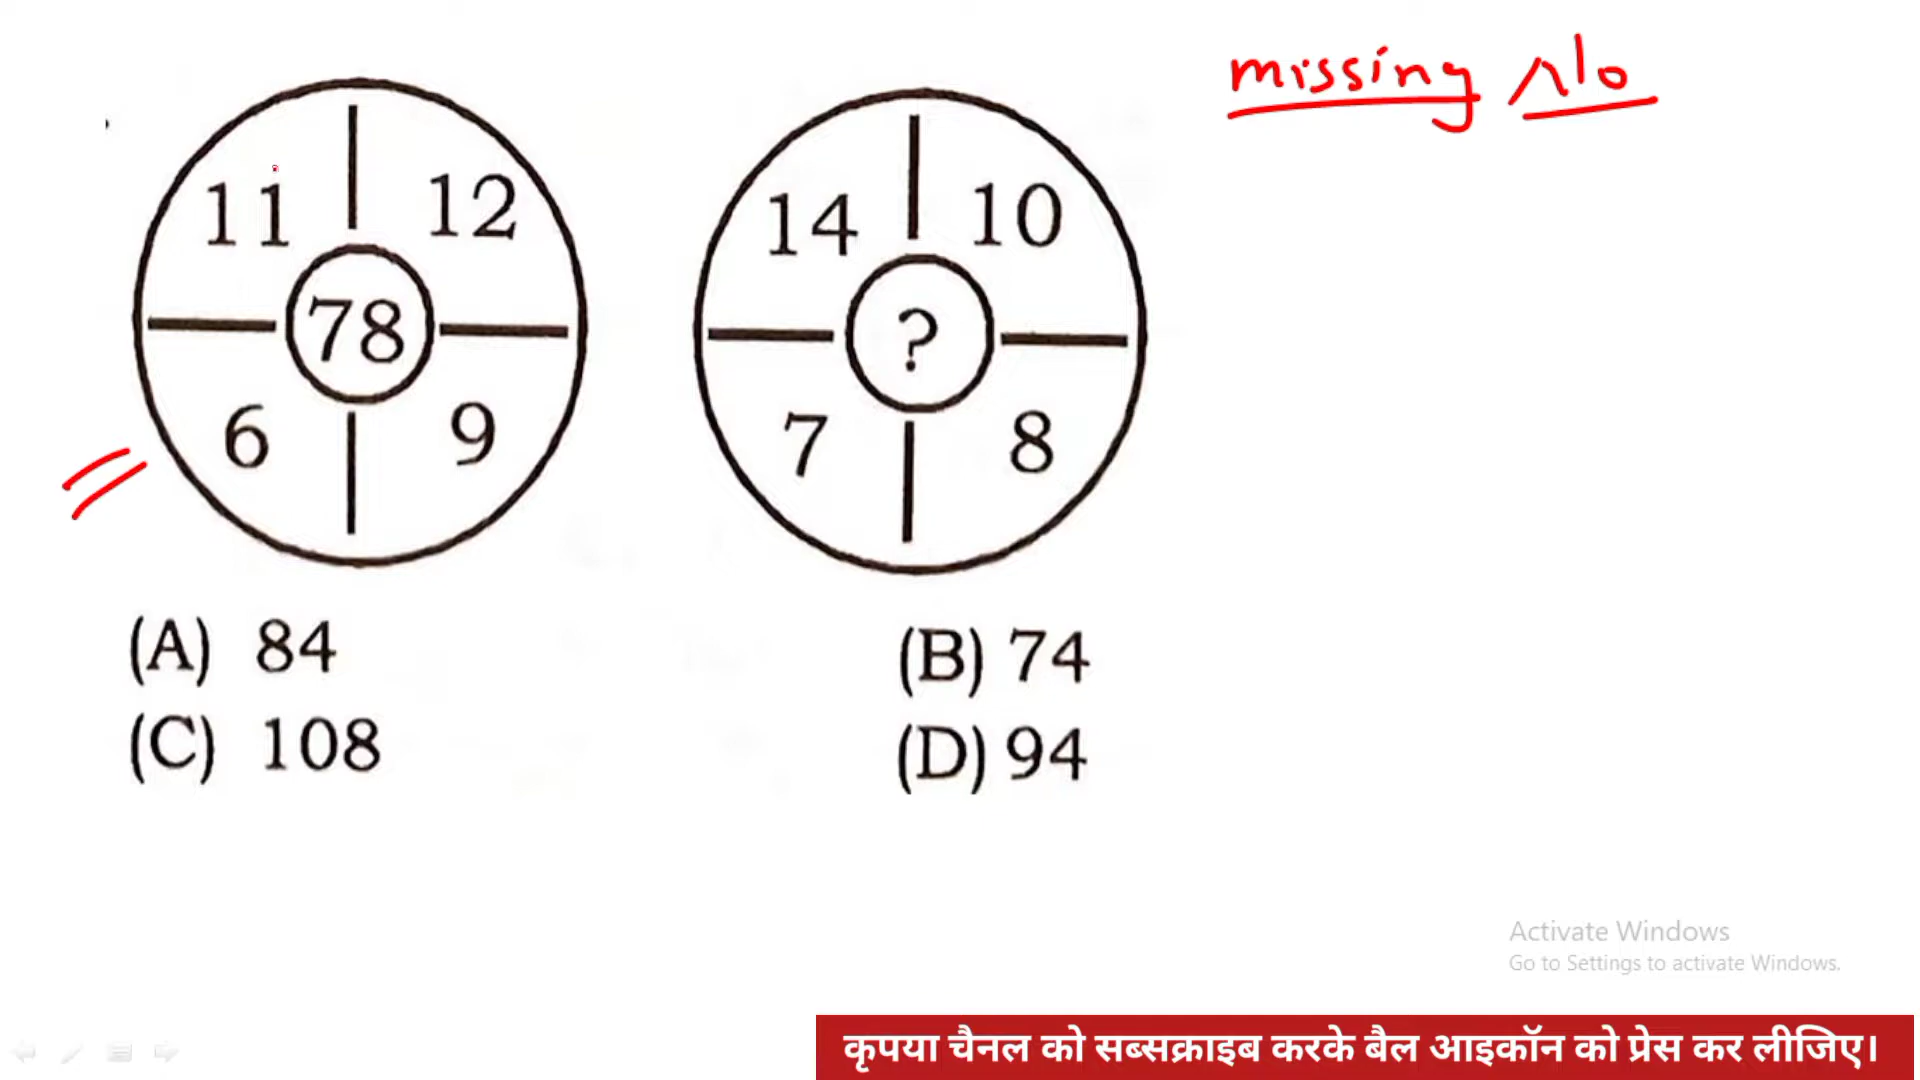 missing No
11 12
78
6 9
14 10
?
7 8
(A) 84
(B) 74
(C) 108
(D) 94
Activate Windows
Go to Settings to activate Windows.
कृपया चैनल को सब्सक्राइब करके बैल आइकॉन को प्रेस कर लीजिए।